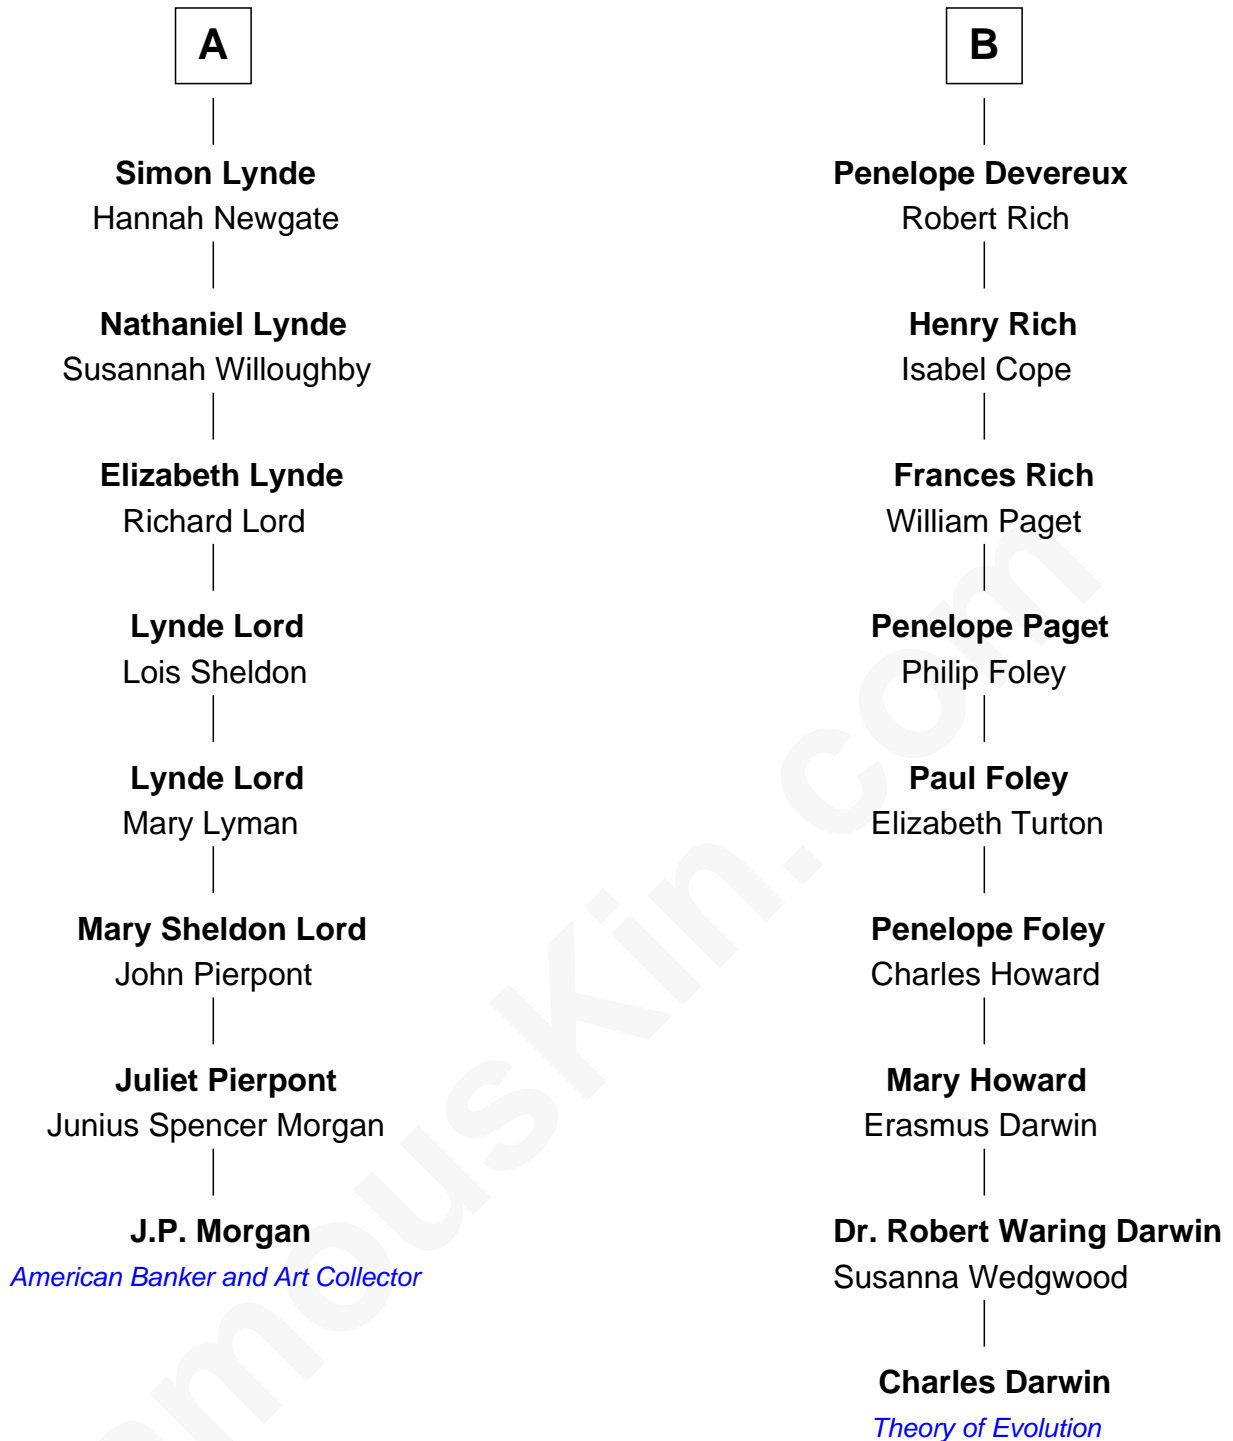 A
Simon Lynde
Hannah Newgate
Nathaniel Lynde
Susannah Willoughby
Elizabeth Lynde
Richard Lord
Lynde Lord
Lois Sheldon
Lynde Lord
Mary Lyman
Mary Sheldon Lord
John Pierpont
Juliet Pierpont
Junius Spencer Morgan
J.P. Morgan
American Banker and Art Collector
B
Penelope Devereux
Robert Rich
Henry Rich
Isabel Cope
Frances Rich
William Paget
Penelope Paget
Philip Foley
Paul Foley
Elizabeth Turton
Penelope Foley
Charles Howard
Mary Howard
Erasmus Darwin
Dr. Robert Waring Darwin
Susanna Wedgwood
Charles Darwin
Theory of Evolution
amouskin.com